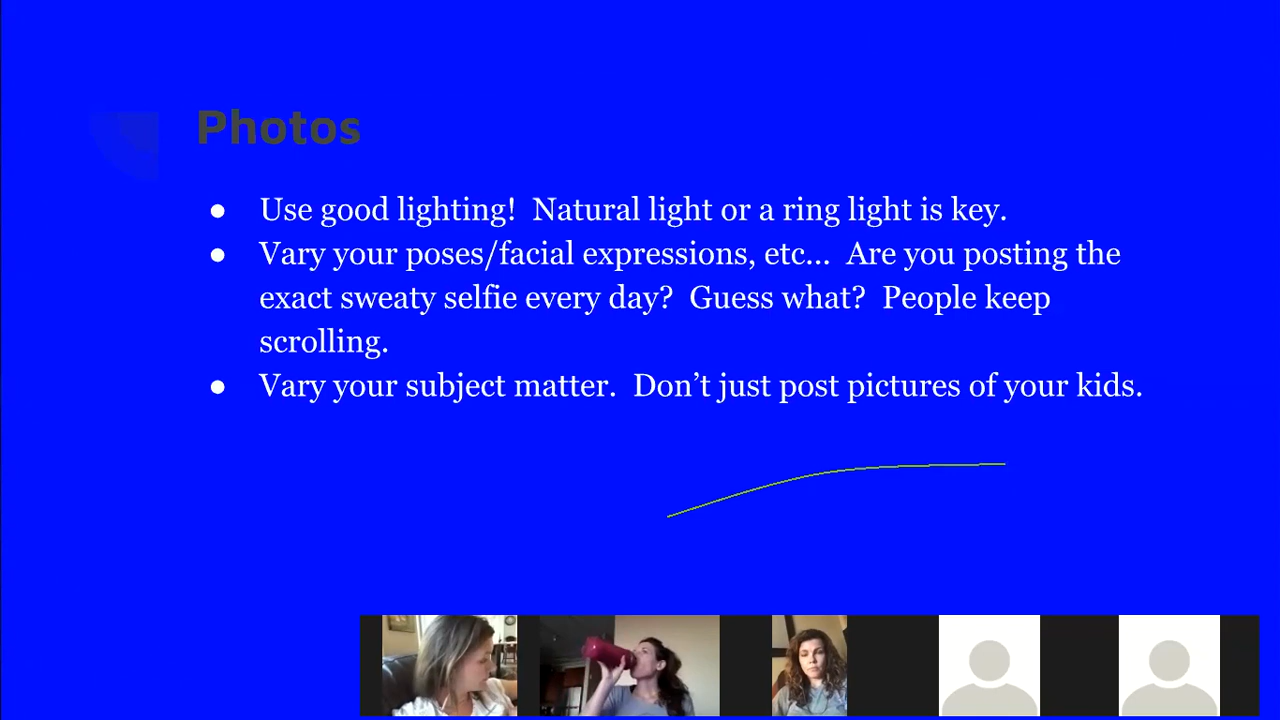 Photos
● Use good lighting!  Natural light or a ring light is key.
● Vary your poses/facial expressions, etc...  Are you posting the
exact sweaty selfie every day?  Guess what?  People keep
scrolling.
● Vary your subject matter.  Don’t just post pictures of your kids.